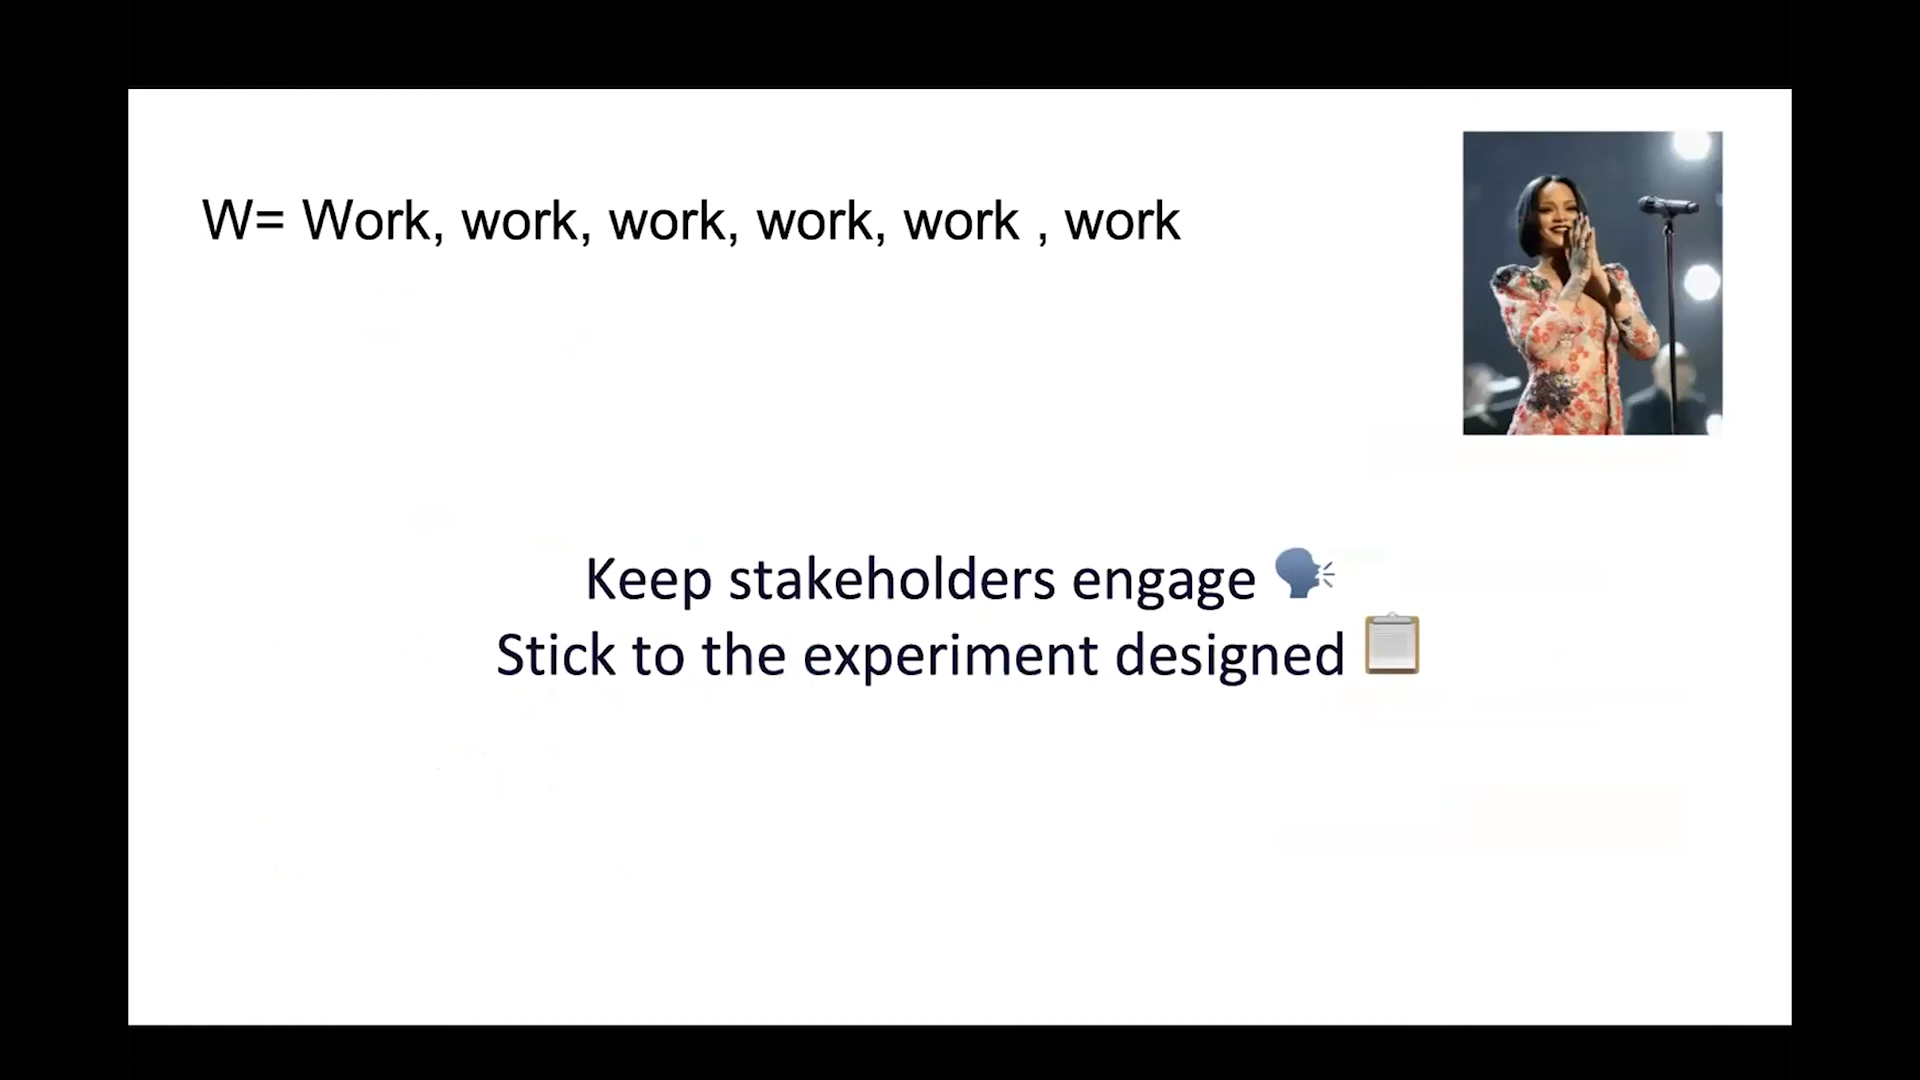 W= Work, work, work, work, work , work
Keep stakeholders engage
Stick to the experiment designed